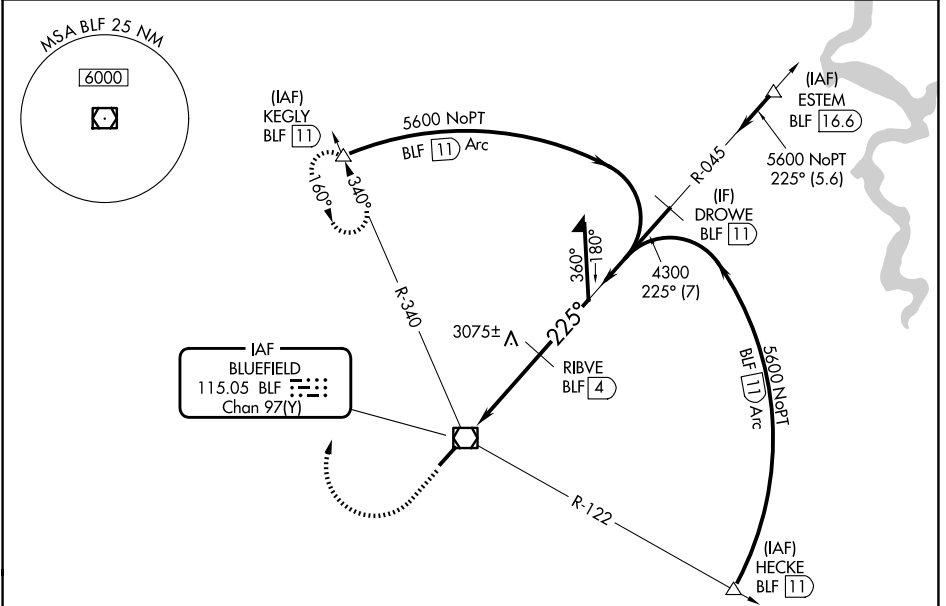 MSA BLF 25 NM
6000
(IAF)
KEGLY
BLF 11
5600 NoPT
BLF 11 Arc
(IAF)
ESTEM
BLF 16.6
5600 NoPT
225° (5.6)
R-045
(IF)
DROWE
BLF 11
160°
340°
360°
180°
4300
225° (7)
R-340
3075±
225°
RIBVE
BLF 4
5600 NoPT
BLF 11 Arc
IAF
BLUEFIELD
115.05 BLF
Chan 97(Y)
R-122
(IAF)
HECKE
BLF 11